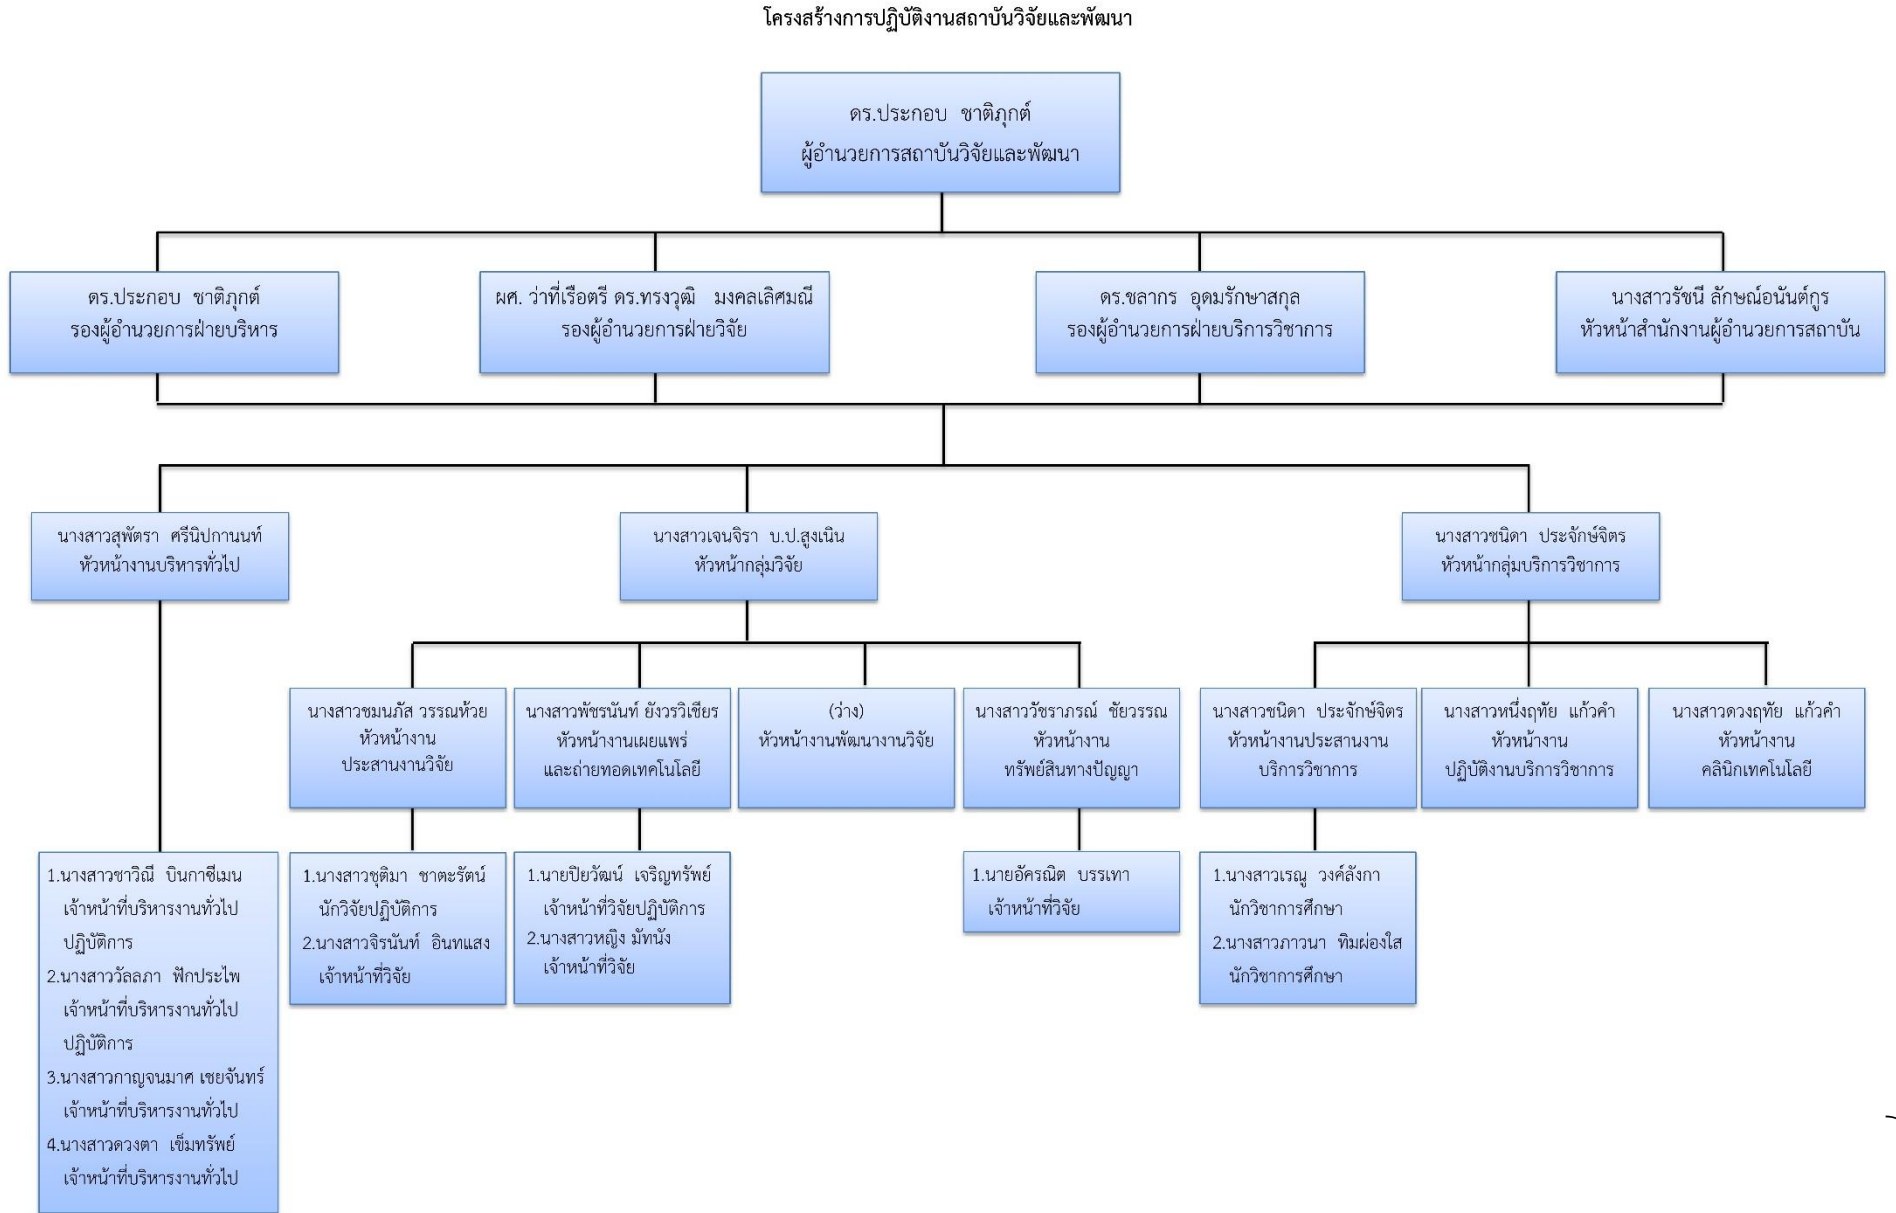 โครงสร้างการปฏิบัติงานสถาบันวิจัยและพัฒนา
ดร.ประกอบ ชาติภุกต์
ผู้อำนวยการสถาบันวิจัยและพัฒนา
ดร.ประกอบ ชาติภุกต์
รองผู้อำนวยการฝ่ายบริหาร
ผศ. ว่าที่เรือตรี ดร.ทรงวุฒิ มงคลเลิศมณี
รองผู้อำนวยการฝ่ายวิจัย
ดร.ชลากร อุดมรักษาสกุล
รองผู้อำนวยการฝ่ายบริการวิชาการ
นางสาวรัชนี ลักษณ์อนันต์กูร
หัวหน้าสำนักงานผู้อำนวยการสถาบัน
นางสาวสุพัตรา ศรีนิปกานนท์
หัวหน้างานบริหารทั่วไป
นางสาวเจนจิรา บ.ป.สูงเนิน
หัวหน้ากลุ่มวิจัย
นางสาวชนิดา ประจักษ์จิตร
หัวหน้ากลุ่มบริการวิชาการ
นางสาวชมนภัส วรรณห้วย
หัวหน้างาน
ประสานงานวิจัย
นางสาวพัชรนันท์ ยังวรวิเชียร
หัวหน้างานเผยแพร่
และถ่ายทอดเทคโนโลยี
(ว่าง)
หัวหน้างานพัฒนางานวิจัย
นางสาววัชราภรณ์ ชัยวรรณ
หัวหน้างาน
ทรัพย์สินทางปัญญา
นางสาวชนิดา ประจักษ์จิตร
หัวหน้างานประสานงาน
บริการวิชาการ
นางสาวหนึ่งฤทัย แก้วคำ
หัวหน้างาน
ปฏิบัติงานบริการวิชาการ
นางสาวดวงฤทัย แก้วคำ
หัวหน้างาน
คลินิกเทคโนโลยี
1.นางสาวชาวิณี บินกาซีเมน
เจ้าหน้าที่บริหารงานทั่วไป
ปฏิบัติการ
2.นางสาววัลลภา ฟักประไพ
เจ้าหน้าที่บริหารงานทั่วไป
ปฏิบัติการ
3.นางสาวกาญจนมาศ เชยจันทร์
เจ้าหน้าที่บริหารงานทั่วไป
4.นางสาวดวงตา เข็มทรัพย์
เจ้าหน้าที่บริหารงานทั่วไป
1.นางสาวชุติมา ชาตะรัตน์
นักวิจัยปฏิบัติการ
2.นางสาวจิรนันท์ อินทแสง
เจ้าหน้าที่วิจัย
1.นายปิยวัฒน์ เจริญทรัพย์
เจ้าหน้าที่วิจัยปฏิบัติการ
2.นางสาวหญิง มัทนัง
เจ้าหน้าที่วิจัย
1.นายอัครณิต บรรเทา
เจ้าหน้าที่วิจัย
1.นางสาวเรณู วงค์ลังกา
นักวิชาการศึกษา
2.นางสาวภาวนา ทิมผ่องใส
นักวิชาการศึกษา